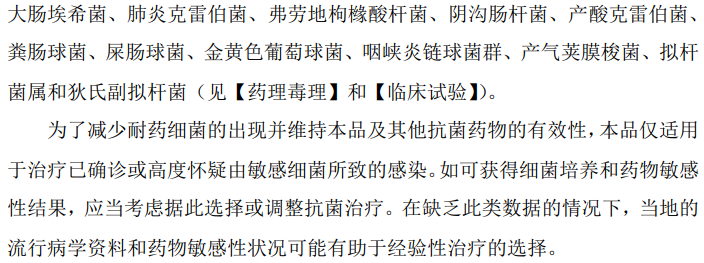 大肠埃希菌、肺炎克雷伯菌、弗劳地枸橼酸杆菌、阴沟肠杆菌、产酸克雷伯菌、
粪肠球菌、屎肠球菌、金黄色葡萄球菌、咽峡炎链球菌群、产气荚膜梭菌、拟杆
菌属和狄氏副拟杆菌（见【药理毒理】和【临床试验】）。
为了减少耐药细菌的出现并维持本品及其他抗菌药物的有效性，本品仅适用
于治疗已确诊或高度怀疑由敏感细菌所致的感染。如可获得细菌培养和药物敏感
性结果，应当考虑据此选择或调整抗菌治疗。在缺乏此类数据的情况下，当地的
流行病学资料和药物敏感性状况可能有助于经验性治疗的选择。